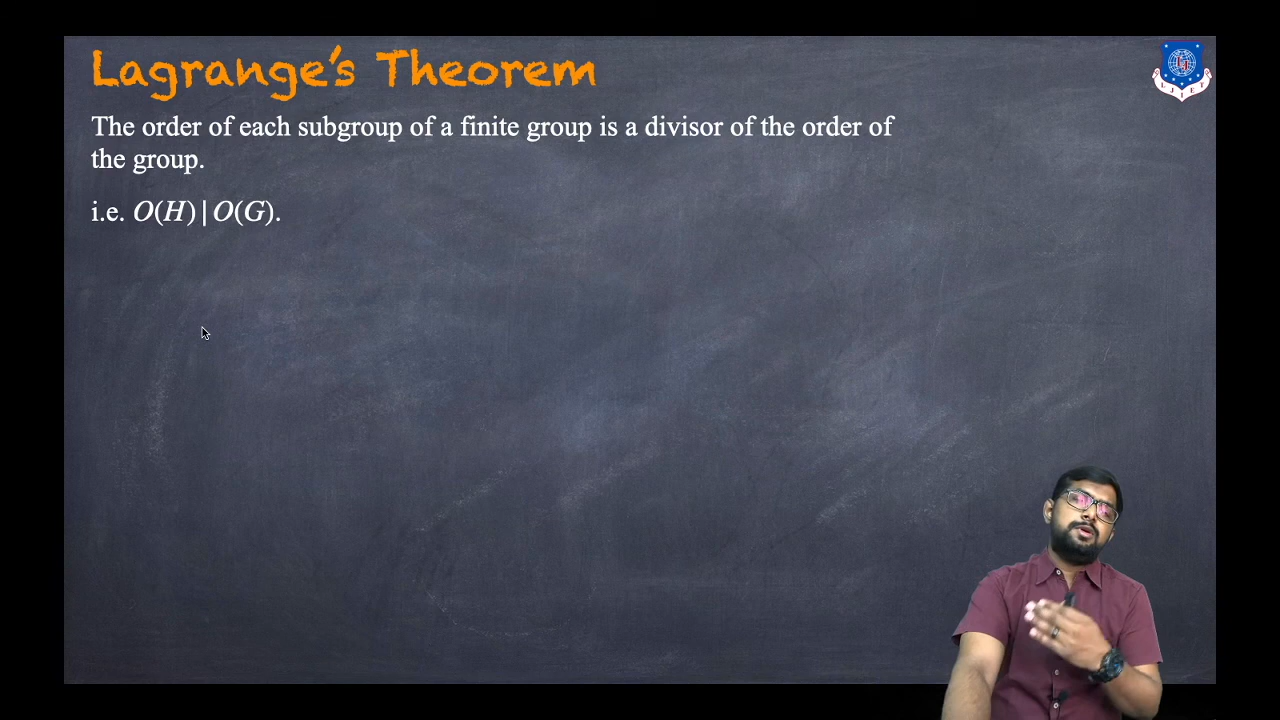 Lagrange's Theorem
The order of each subgroup of a finite group is a divisor of the order of
the group.
i.e. O(H) | O(G).